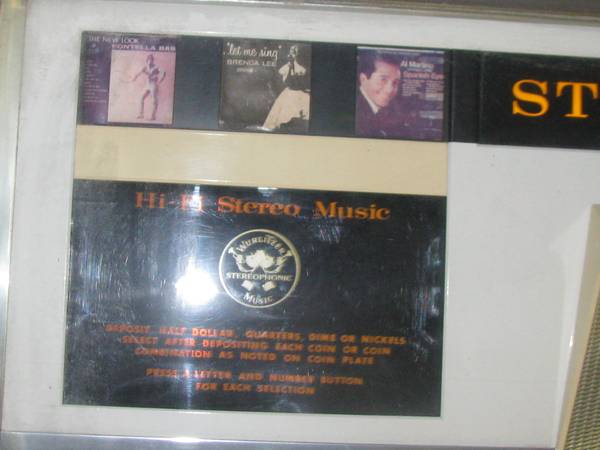 THE NEW LOOK
FONTELLA BASS
"let me sing"
BRENDA LEE
Al Martino
Spanish Eyes
ST
Hi-Fi Stereo Music
WURLITZER
STEREOPHONIC
MUSIC
DEPOSIT HALF DOLLAR, QUARTERS, DIME OR NICKELS
SELECT AFTER DEPOSITING EACH COIN OR COIN
COMBINATION AS NOTED ON COIN PLATE
PRESS A LETTER AND NUMBER BUTTON
FOR EACH SELECTION